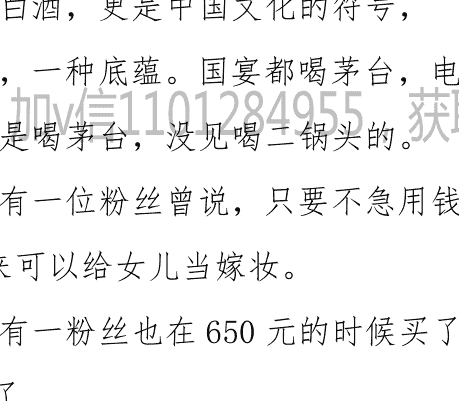 白酒，更是中国文化的符号，
，一种底蕴。国宴都喝茅台，电
加v信1101284955，获取
是喝茅台，没见喝二锅头的。
有一位粉丝曾说，只要不急用钱
来可以给女儿当嫁妆。
有一粉丝也在 650 元的时候买了
了